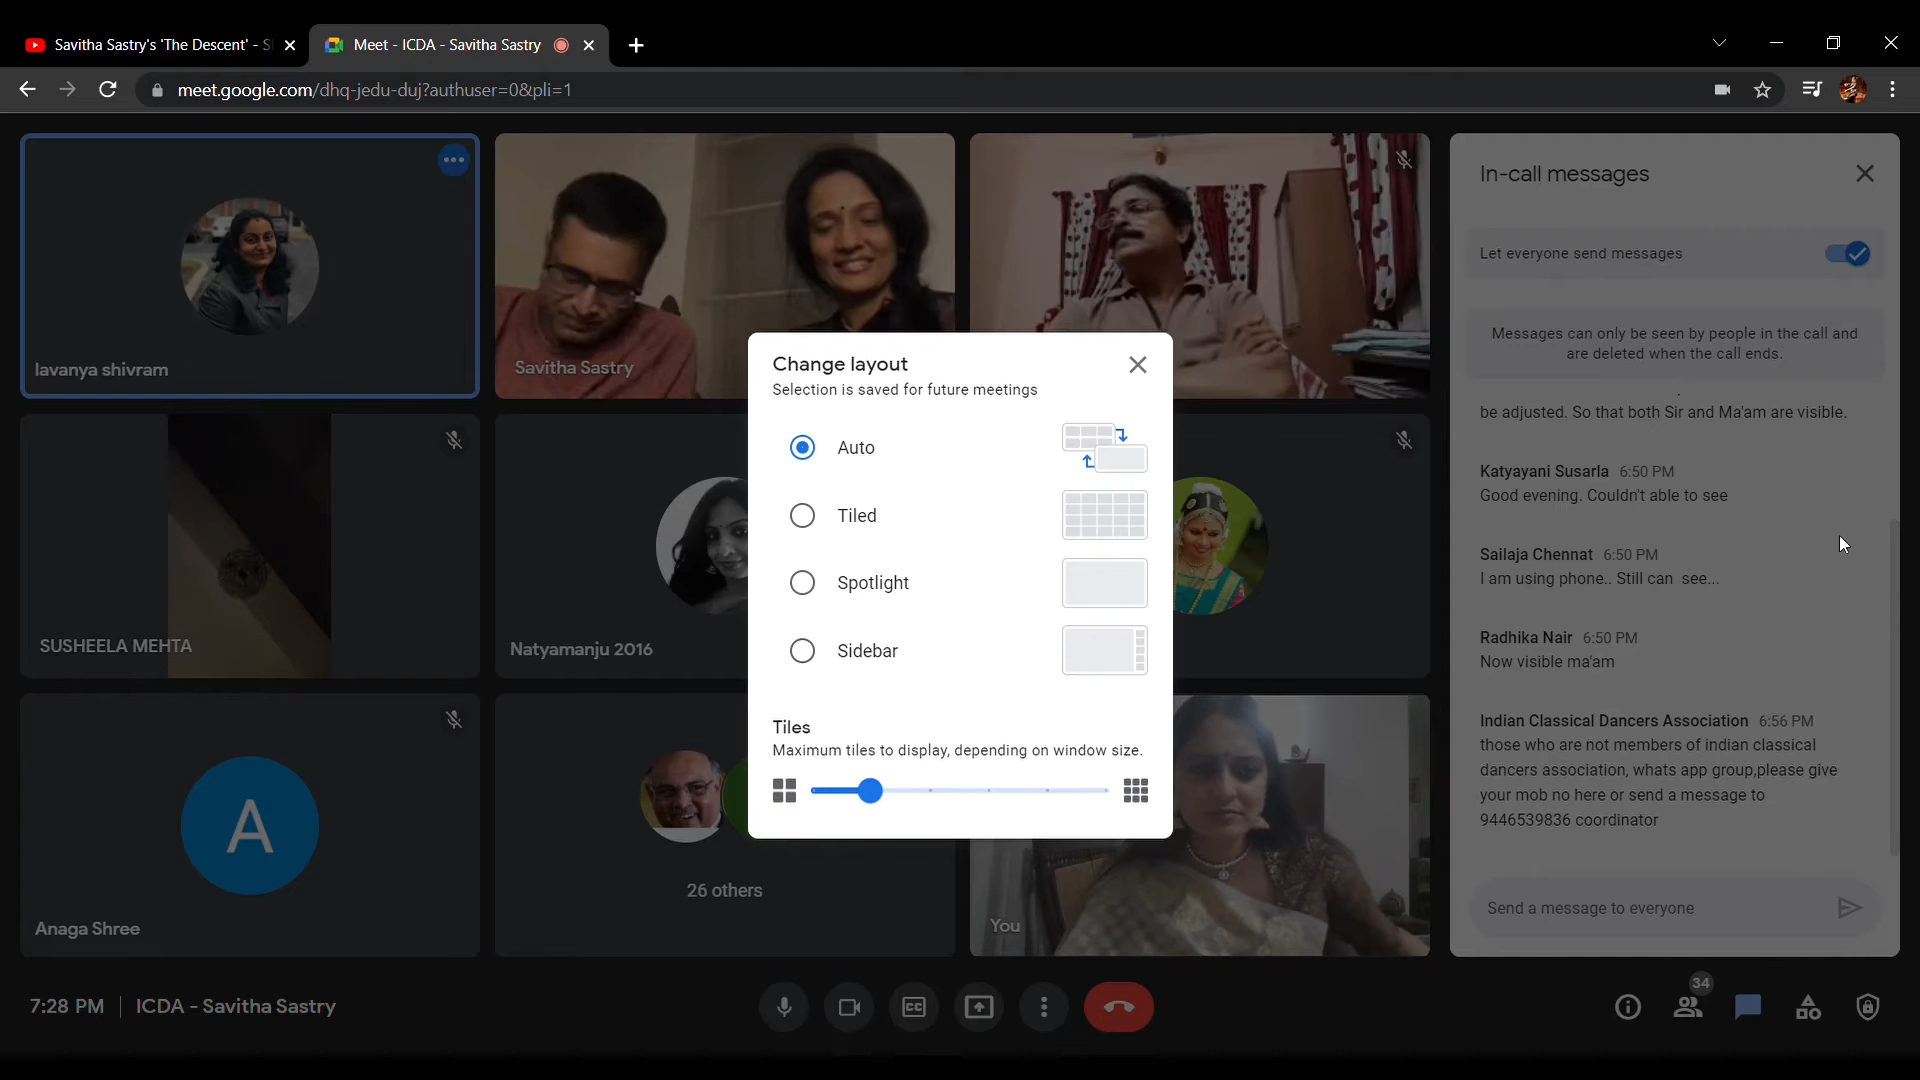 Savitha Sastry's 'The Descent' - S
Meet - ICDA - Savitha Sastry
meet.google.com/dhq-jedu-duj?authuser=0&pli=1
lavanya shivram
Savitha Sastry
SUSHEELA MEHTA
Natyamanju 2016
A
Anaga Shree
26 others
You
Change layout
Selection is saved for future meetings
Auto
Tiled
Spotlight
Sidebar
Tiles
Maximum tiles to display, depending on window size.
In-call messages
Let everyone send messages
Messages can only be seen by people in the call and
are deleted when the call ends.
be adjusted. So that both Sir and Ma'am are visible.
Katyayani Susarla 6:50 PM
Good evening. Couldn't able to see
Sailaja Chennat 6:50 PM
I am using phone.. Still can see...
Radhika Nair 6:50 PM
Now visible ma'am
Indian Classical Dancers Association 6:56 PM
those who are not members of indian classical
dancers association, whats app group,please give
your mob no here or send a message to
9446539836 coordinator
Send a message to everyone
7:28 PM | ICDA - Savitha Sastry
CC
34